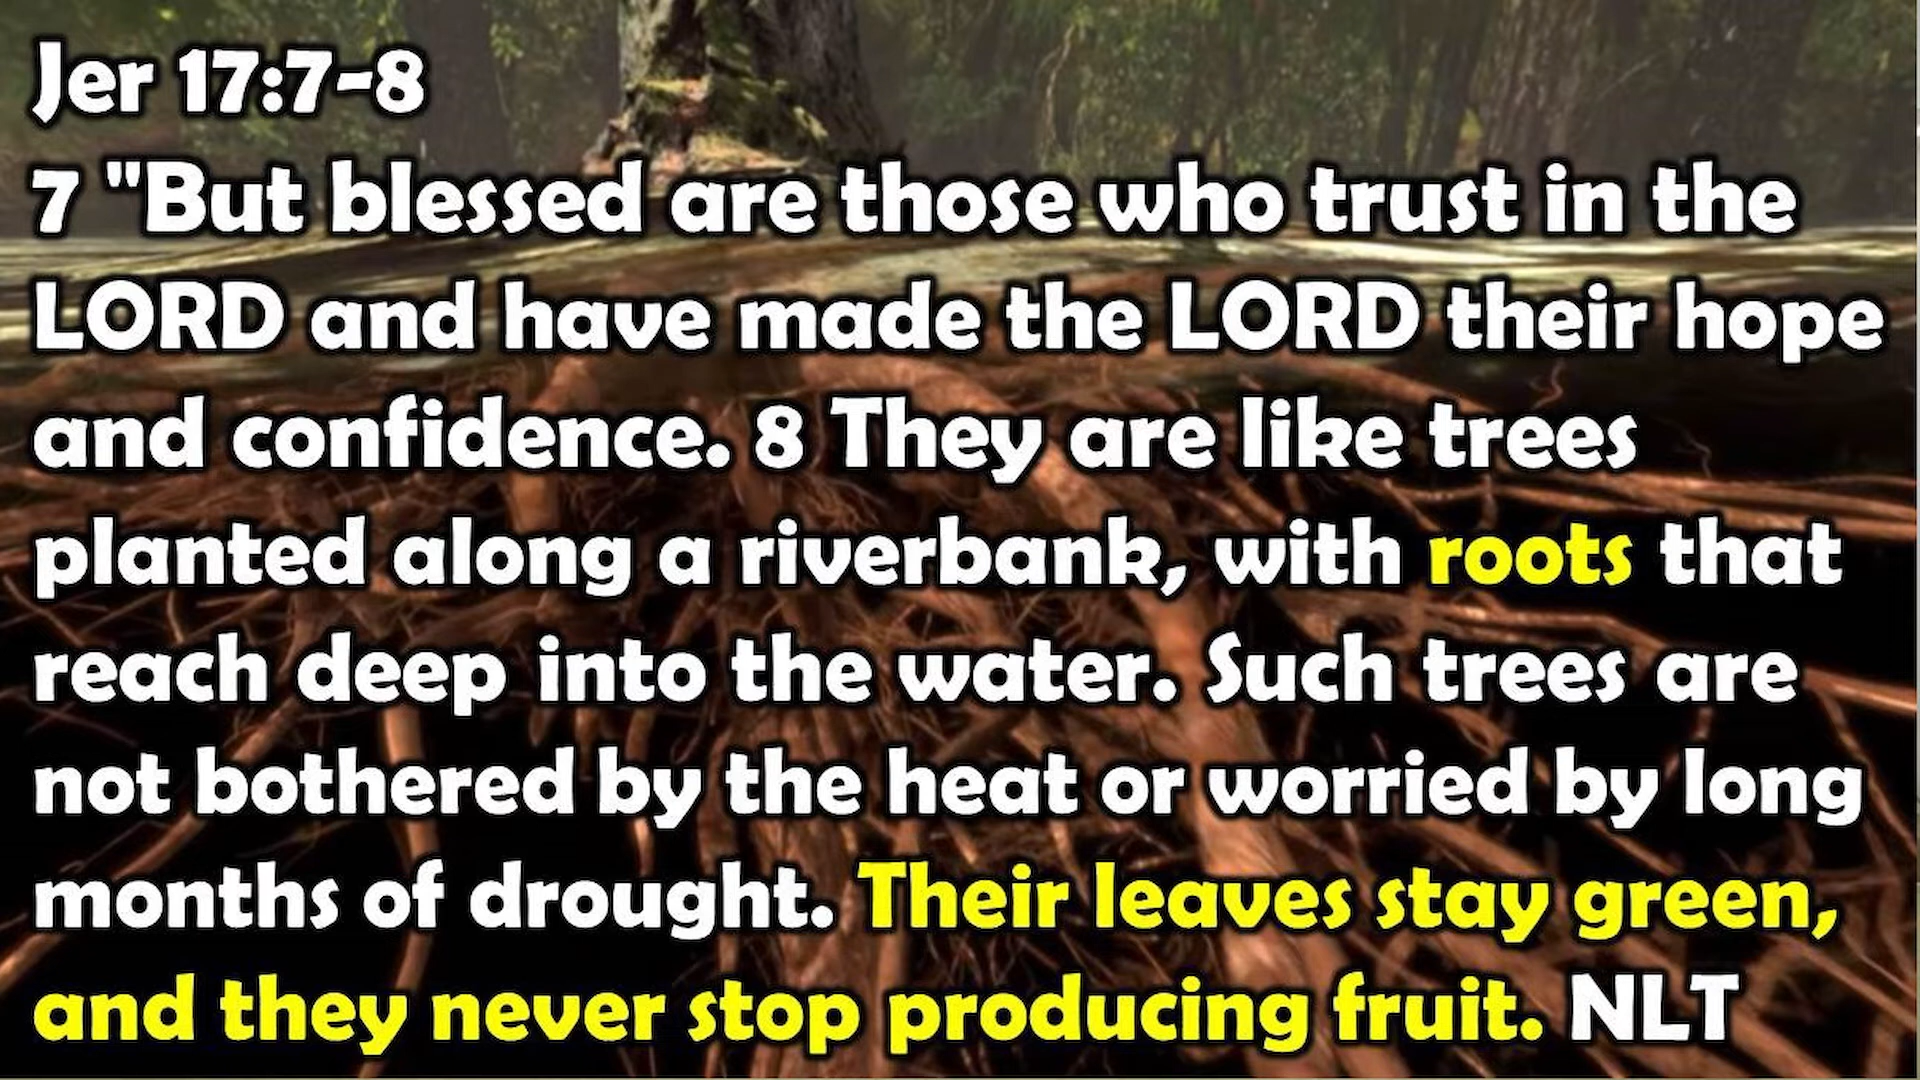 Jer 17:7-8
7 "But blessed are those who trust in the
LORD and have made the LORD their hope
and confidence. 8 They are like trees
planted along a riverbank, with roots that
reach deep into the water. Such trees are
not bothered by the heat or worried by long
months of drought. Their leaves stay green,
and they never stop producing fruit. NLT